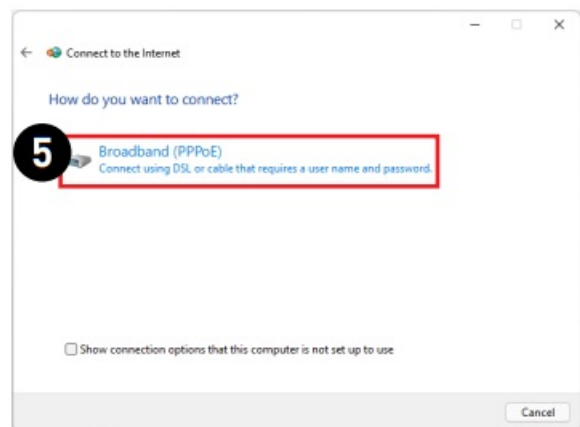 Connect to the Internet
How do you want to connect?
5
Broadband (PPPoE)
Connect using DSL or cable that requires a user name and password.
Show connection options that this computer is not set up to use
Cancel